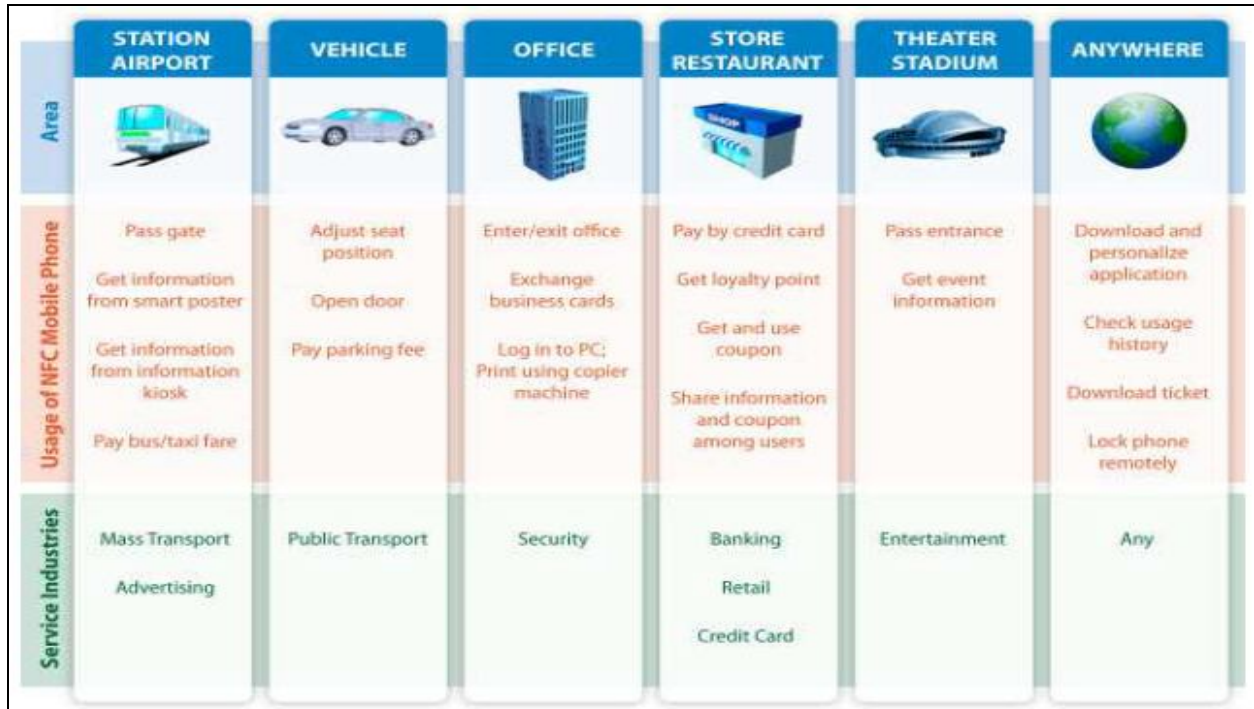 STATION
AIRPORT
VEHICLE
OFFICE
STORE
RESTAURANT
THEATER
STADIUM
ANYWHERE
Area
SHOP
Usage of NFC Mobile Phone
Pass gate
Get information
from smart poster
Get information
from information
kiosk
Pay bus/taxi fare
Adjust seat
position
Open door
Pay parking fee
Enter/exit office
Exchange
business cards
Log in to PC;
Print using copier
machine
Pay by credit card
Get loyalty point
Get and use
coupon
Share information
and coupon
among users
Pass entrance
Get event
information
Download and
personalize
application
Check usage
history
Download ticket
Lock phone
remotely
Service Industries
Mass Transport
Advertising
Public Transport
Security
Banking
Retail
Credit Card
Entertainment
Any